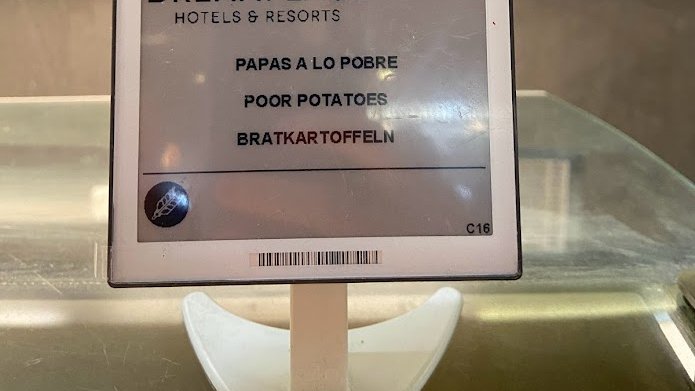 HOTELS & RESORTS
PAPAS A LO POBRE
POOR POTATOES
BRATKARTOFFELN
C16